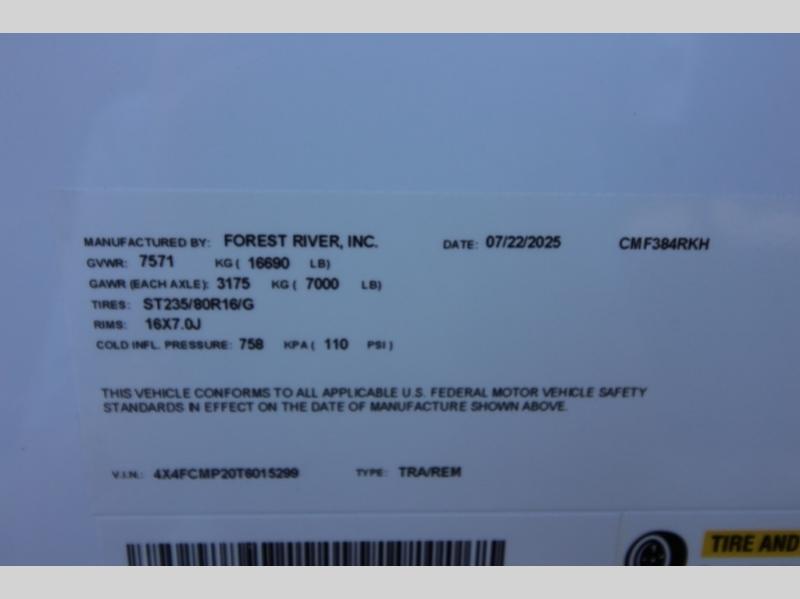 MANUFACTURED BY: FOREST RIVER, INC. DATE: 07/22/2025 CMF384RKH
GVWR: 7571 KG ( 16690 LB)
GAWR (EACH AXLE): 3175 KG ( 7000 LB)
TIRES: ST235/80R16/G
RIMS: 16X7.0J
COLD INFL. PRESSURE: 758 KPA ( 110 PSI )
THIS VEHICLE CONFORMS TO ALL APPLICABLE U.S. FEDERAL MOTOR VEHICLE SAFETY
STANDARDS IN EFFECT ON THE DATE OF MANUFACTURE SHOWN ABOVE.
V.I.N.: 4X4FCMP20T6015299 TYPE: TRA/REM
TIRE AND